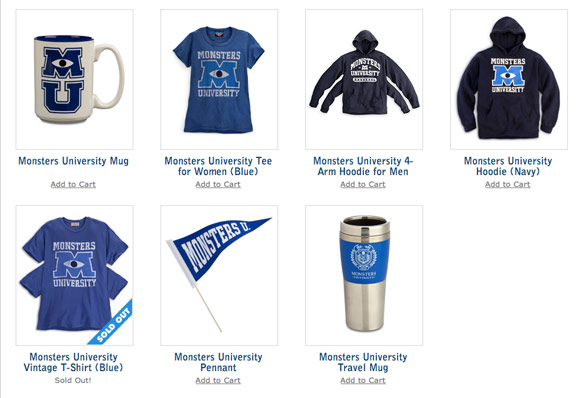 M
U
MONSTERS
M
UNIVERSITY
MONSTERS
UNIVERSITY
MONSTERS
M
UNIVERSITY
Monsters University Mug
Add to Cart
Monsters University Tee
for Women (Blue)
Add to Cart
Monsters University 4-
Arm Hoodie for Men
Add to Cart
Monsters University
Hoodie (Navy)
Add to Cart
MONSTERS
M
UNIVERSITY
SOLD OUT
MONSTERS U.
MONSTERS
UNIVERSITY
Monsters University
Vintage T-Shirt (Blue)
Sold Out!
Monsters University
Pennant
Add to Cart
Monsters University
Travel Mug
Add to Cart